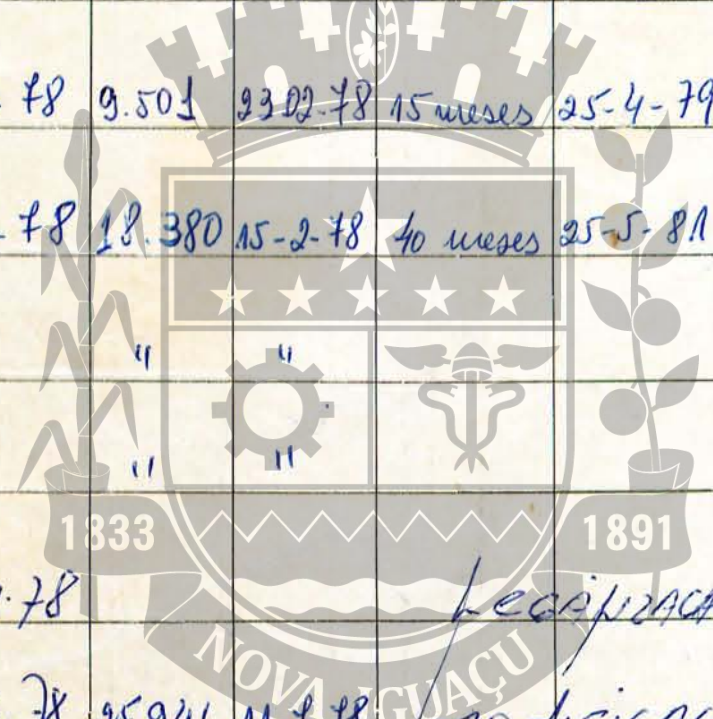 78 9.501 23.02-78 15 meses 25-4-79
78 18.380 15-2-78 40 meses 25-5-81
" "
" "
1833 1891
78
NOVA IGUAÇU
78